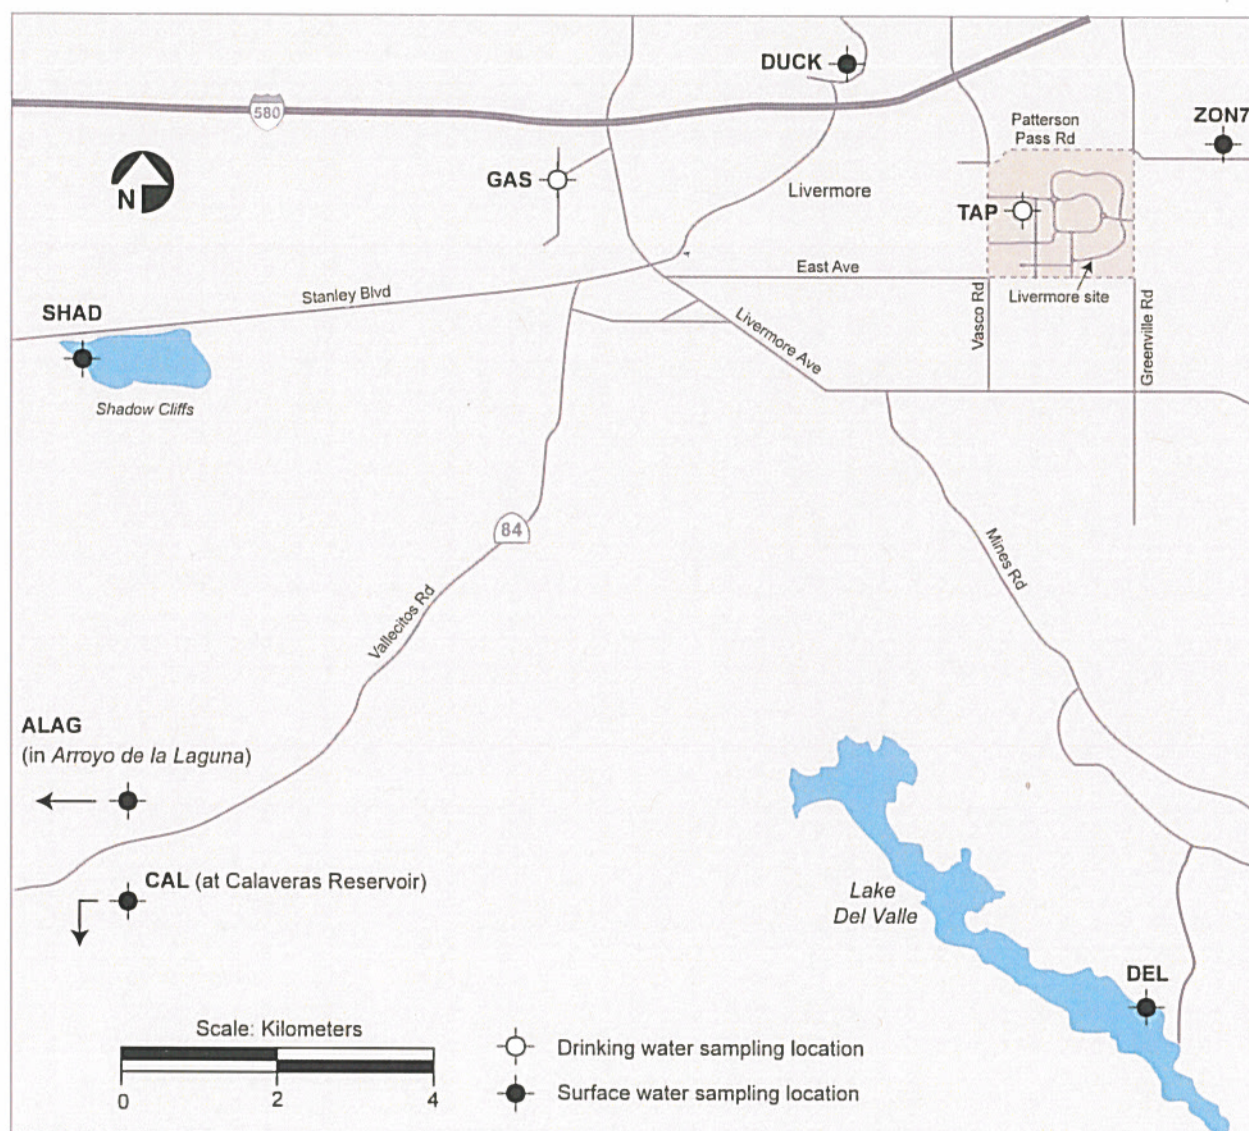 DUCK
580
ZON7
Patterson
Pass Rd
N
GAS
Livermore
TAP
East Ave
Livermore site
Stanley Blvd
SHAD
Shadow Cliffs
Vasco Rd
Greenville Rd
Livermore Ave
84
Mines Rd
Vallecitos Rd
ALAG
(in Arroyo de la Laguna)
CAL (at Calaveras Reservoir)
Lake
Del Valle
DEL
Scale: Kilometers
0 2 4
Drinking water sampling location
Surface water sampling location